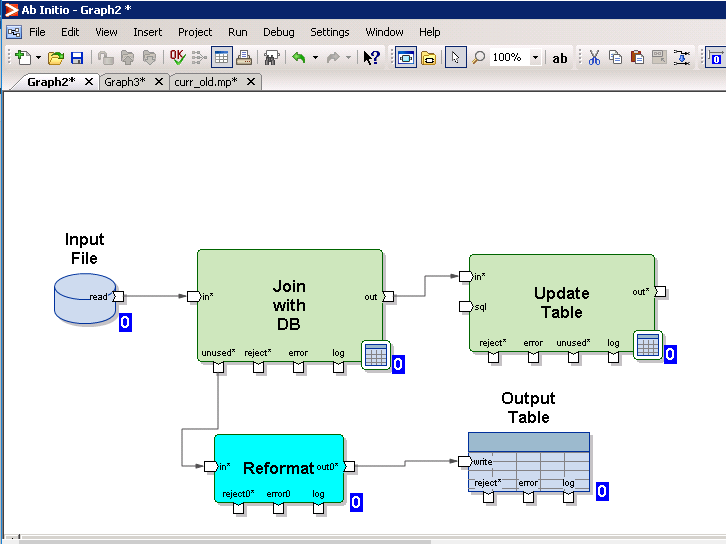 Ab Initio - Graph2 *
File Edit View Insert Project Run Debug Settings Window Help
OK 100% ab 0
Graph2* Graph3* curr_old.mp*
Input
File
read*
0
Join
with
DB
in*
out
unused* reject* error log
0
Update
Table
in*
sql
out*
reject* error unused* log
0
Reformat
in*
out0*
reject0* error0 log
0
Output
Table
write
reject* error log
0